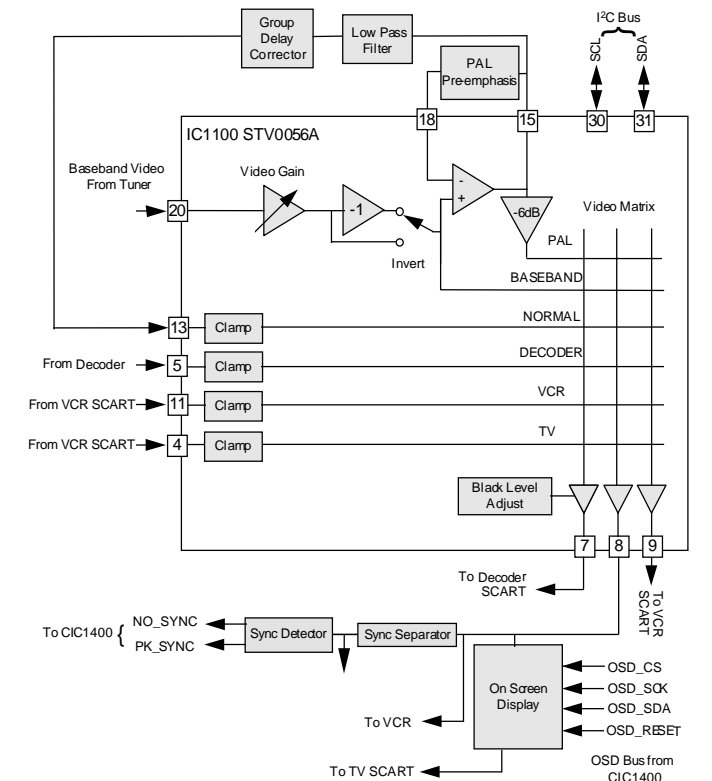 Group
Delay
Corrector
Low Pass
Filter
I²C Bus
SCL
SDA
PAL
Pre-emphasis
18
15
30
31
IC1100 STV0056A
Baseband Video
From Tuner
Video Gain
20
-1
-
+
-6dB
Video Matrix
PAL
Invert
BASEBAND
13
Clamp
NORMAL
From Decoder
5
Clamp
DECODER
From VCR SCART
11
Clamp
VCR
From VCR SCART
4
Clamp
TV
Black Level
Adjust
7
8
9
To Decoder
SCART
To VCR
SCART
To CIC1400 {
NO_SYNC
PK_SYNC
Sync Detector
Sync Separator
On Screen
Display
OSD_CS
OSD_SCK
OSD_SDA
OSD_RESET
To VCR
To TV SCART
OSD Bus from
CIC1400